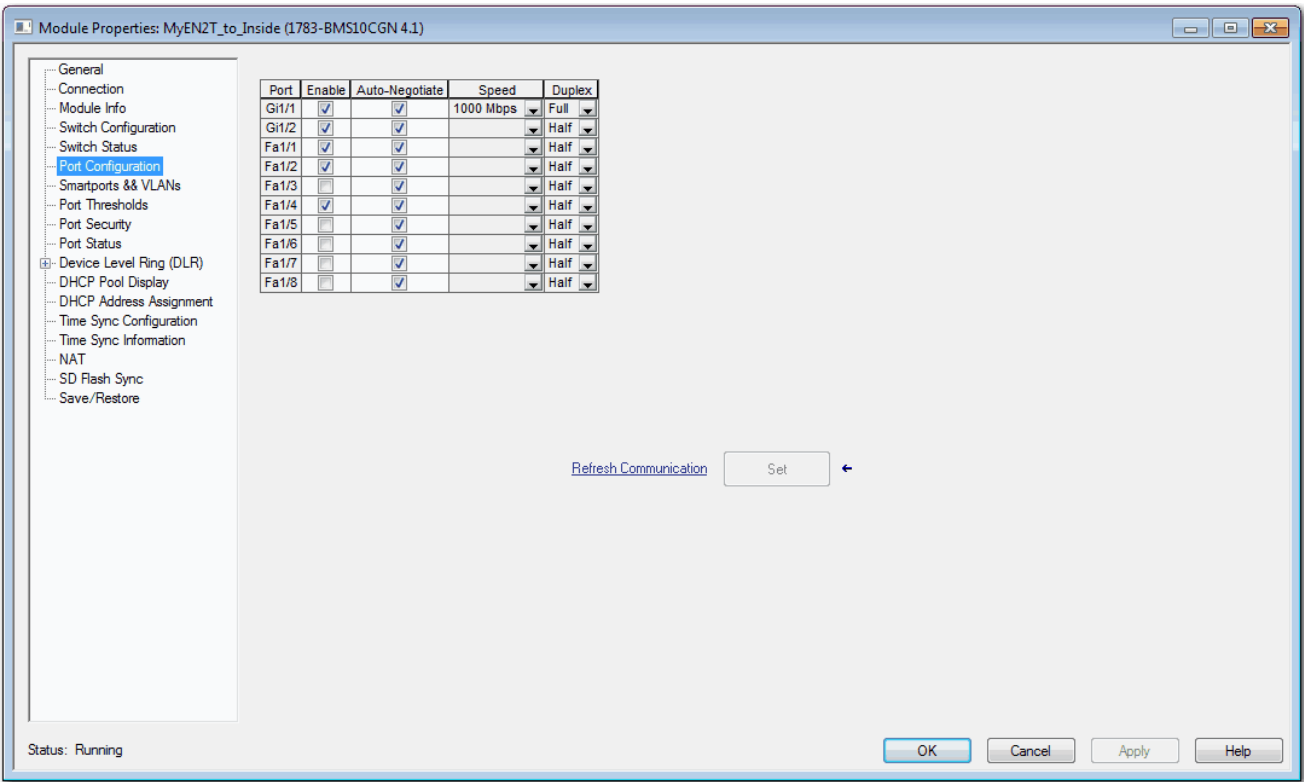 Module Properties: MyEN2T_to_Inside (1783-BMS10CGN 4.1)
General
Connection
Module Info
Switch Configuration
Switch Status
Port Configuration
Smartports && VLANs
Port Thresholds
Port Security
Port Status
Device Level Ring (DLR)
DHCP Pool Display
DHCP Address Assignment
Time Sync Configuration
Time Sync Information
NAT
SD Flash Sync
Save/Restore
Port Enable Auto-Negotiate Speed Duplex
Gi1/1 1000 Mbps Full
Gi1/2 Half
Fa1/1 Half
Fa1/2 Half
Fa1/3 Half
Fa1/4 Half
Fa1/5 Half
Fa1/6 Half
Fa1/7 Half
Fa1/8 Half
Refresh Communication Set
Status: Running
OK Cancel Apply Help